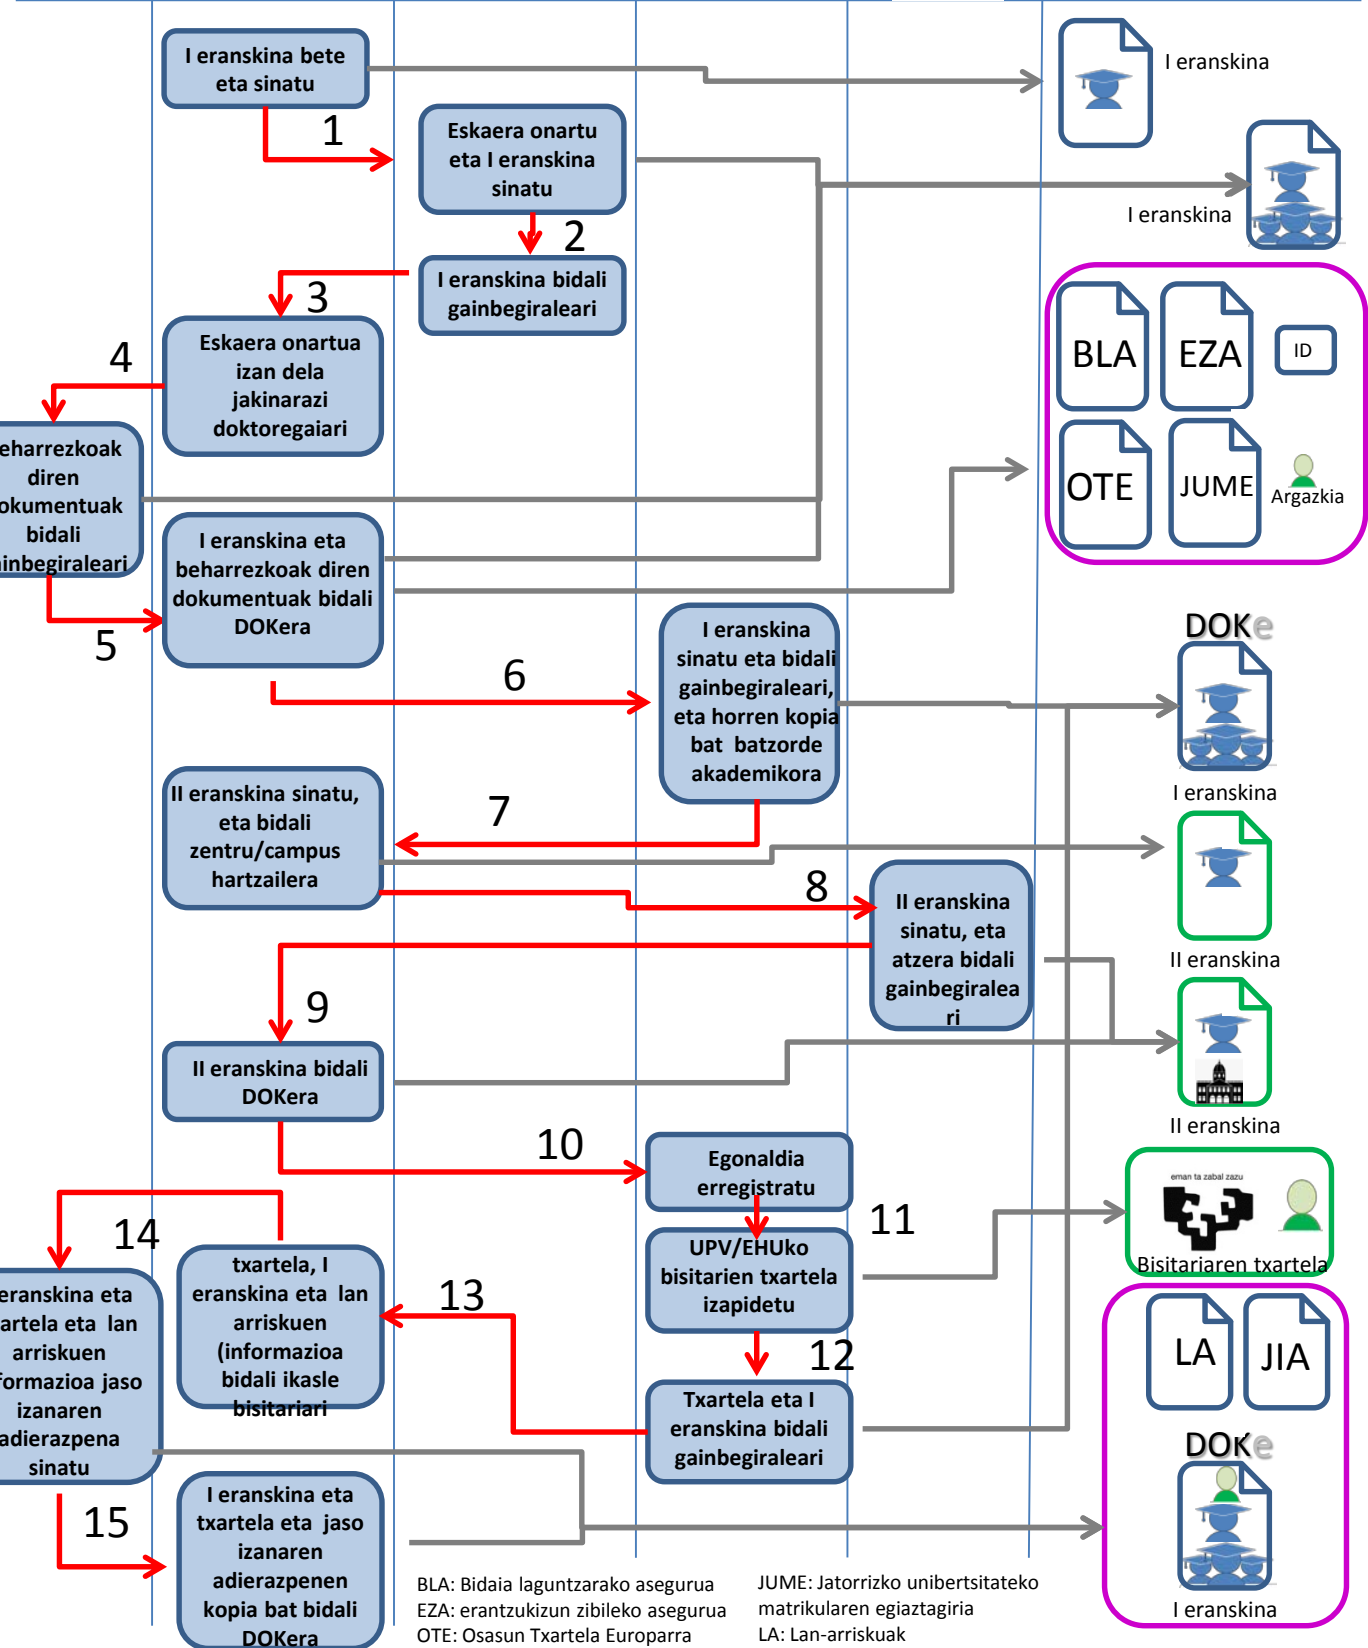 I eranskina bete
eta sinatu
I eranskina
1
Eskaera onartu
eta I eranskina
sinatu
I eranskina
2
I eranskina bidali
gainbegiraleari
3
Eskaera onartua
izan dela
jakinarazi
doktoregaiari
4
BLA
EZA
ID
OTE
JUME
Argazkia
eharrezkoak
diren
okumentuak
bidali
inbegiraleari
5
I eranskina eta
beharrezkoak diren
dokumentuak bidali
DOKera
6
I eranskina
sinatu eta bidali
gainbegiraleari,
eta horren kopia
bat batzorde
akademikora
DOKe
I eranskina
7
II eranskina sinatu,
eta bidali
zentru/campus
hartzailera
II eranskina
8
II eranskina
sinatu, eta
atzera bidali
gainbegiralea
ri
II eranskina
9
II eranskina bidali
DOKera
10
Egonaldia
erregistratu
11
UPV/EHUko
bisitarien txartela
izapidetu
eman ta zabal zazu
Bisitariaren txartela
12
Txartela eta I
eranskina bidali
gainbegiraleari
13
txartela, I
eranskina eta lan
arriskuen
(informazioa
bidali ikasle
bisitariari
14
eranskina eta
artela eta lan
arriskuen
formazioa jaso
izanaren
adierazpena
sinatu
LA
JIA
DOKe
I eranskina
15
I eranskina eta
txartela eta jaso
izanaren
adierazpenen
kopia bat bidali
DOKera
BLA: Bidaia laguntzarako asegurua
EZA: erantzukizun zibileko asegurua
OTE: Osasun Txartela Europarra
JUME: Jatorrizko unibertsitateko
matrikularen egiaztagiria
LA: Lan-arriskuak